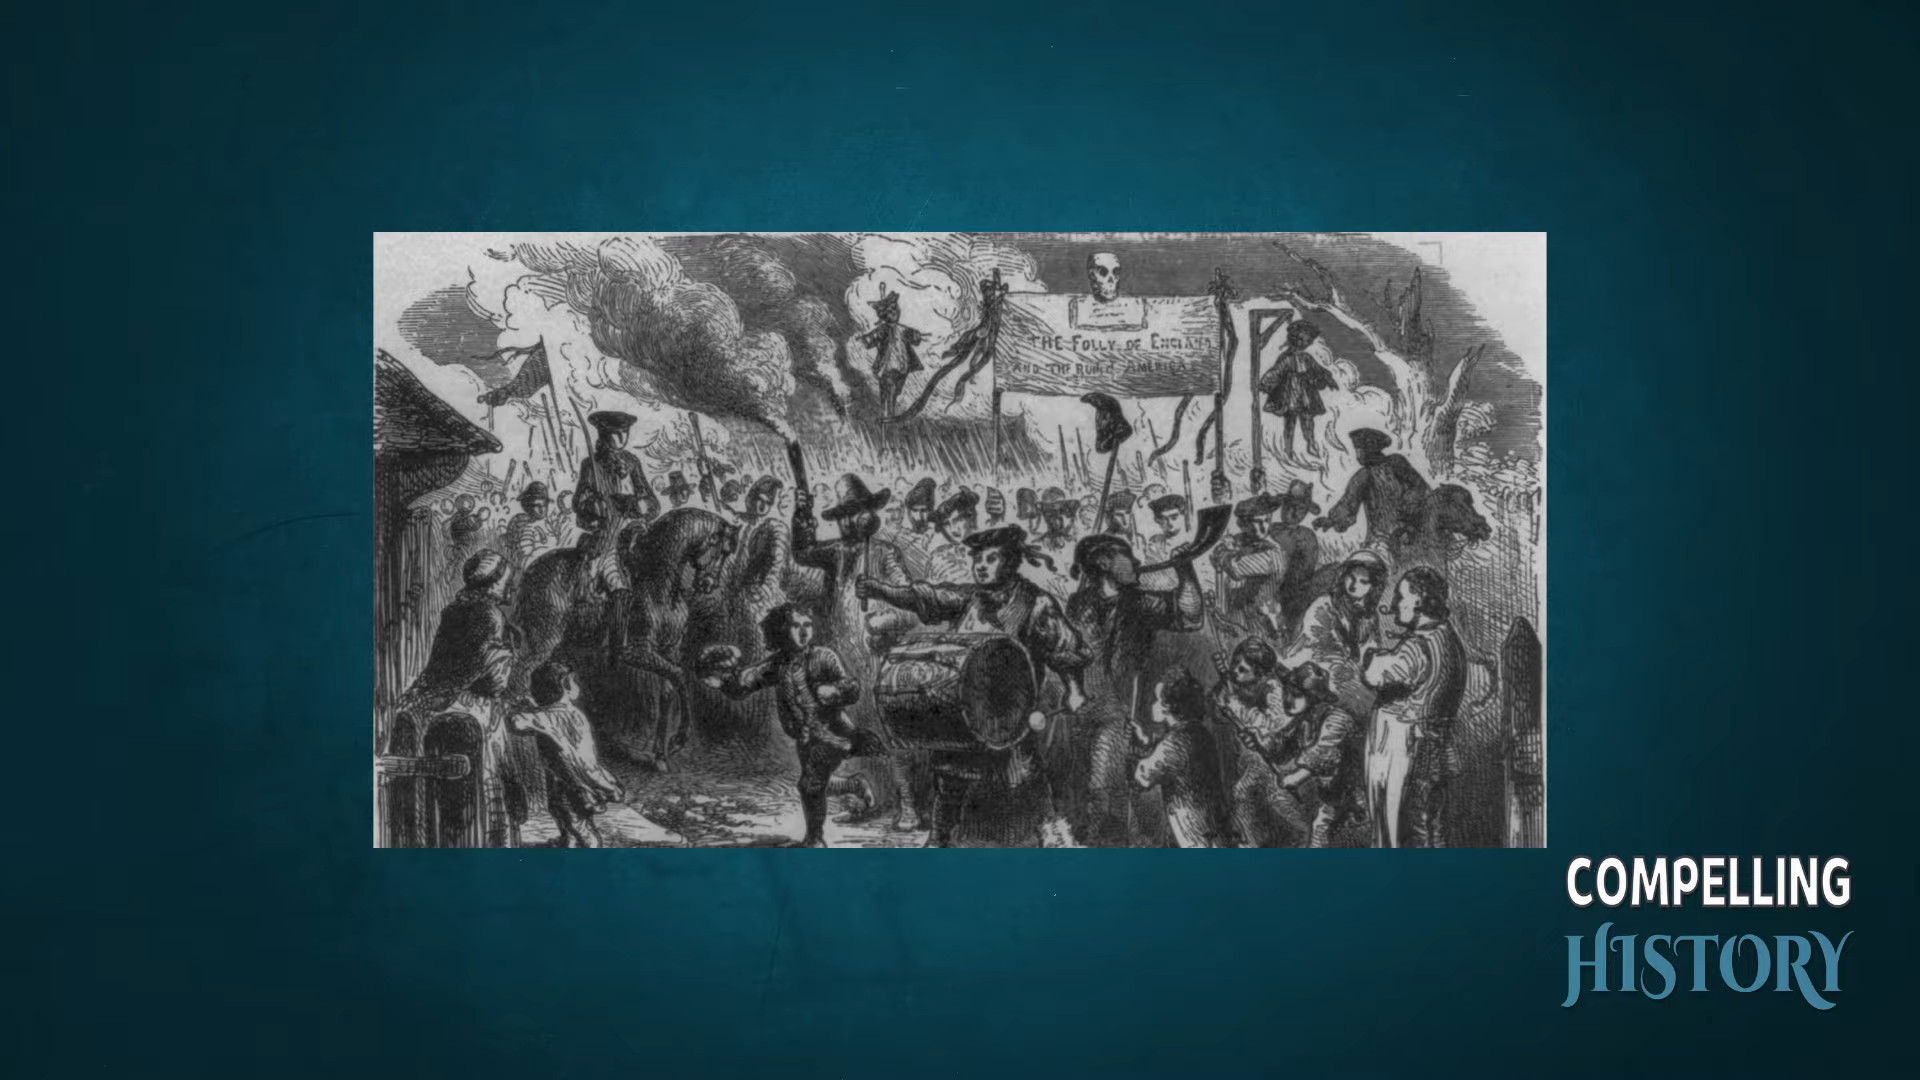 THE FOLLY OF ENGLAND
AND THE RUIN OF AMERICA
COMPELLING
HISTORY